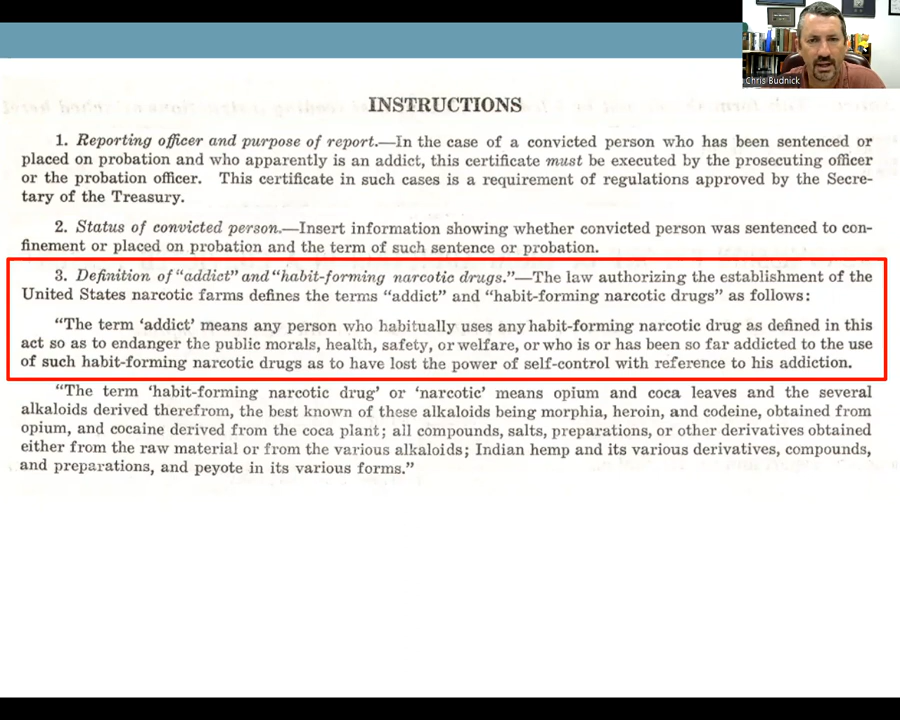 Chris Budnick
INSTRUCTIONS
1. Reporting officer and purpose of report.—In the case of a convicted person who has been sentenced or
placed on probation and who apparently is an addict, this certificate must be executed by the prosecuting officer
or the probation officer. This certificate in such cases is a requirement of regulations approved by the Secre-
tary of the Treasury.
2. Status of convicted person.—Insert information showing whether convicted person was sentenced to con-
finement or placed on probation and the term of such sentence or probation.
3. Definition of "addict" and "habit-forming narcotic drugs."—The law authorizing the establishment of the
United States narcotic farms defines the terms "addict" and "habit-forming narcotic drugs" as follows:
"The term 'addict' means any person who habitually uses any habit-forming narcotic drug as defined in this
act so as to endanger the public morals, health, safety, or welfare, or who is or has been so far addicted to the use
of such habit-forming narcotic drugs as to have lost the power of self-control with reference to his addiction.
"The term 'habit-forming narcotic drug' or 'narcotic' means opium and coca leaves and the several
alkaloids derived therefrom, the best known of these alkaloids being morphia, heroin, and codeine, obtained from
opium, and cocaine derived from the coca plant; all compounds, salts, preparations, or other derivatives obtained
either from the raw material or from the various alkaloids; Indian hemp and its various derivatives, compounds,
and preparations, and peyote in its various forms."